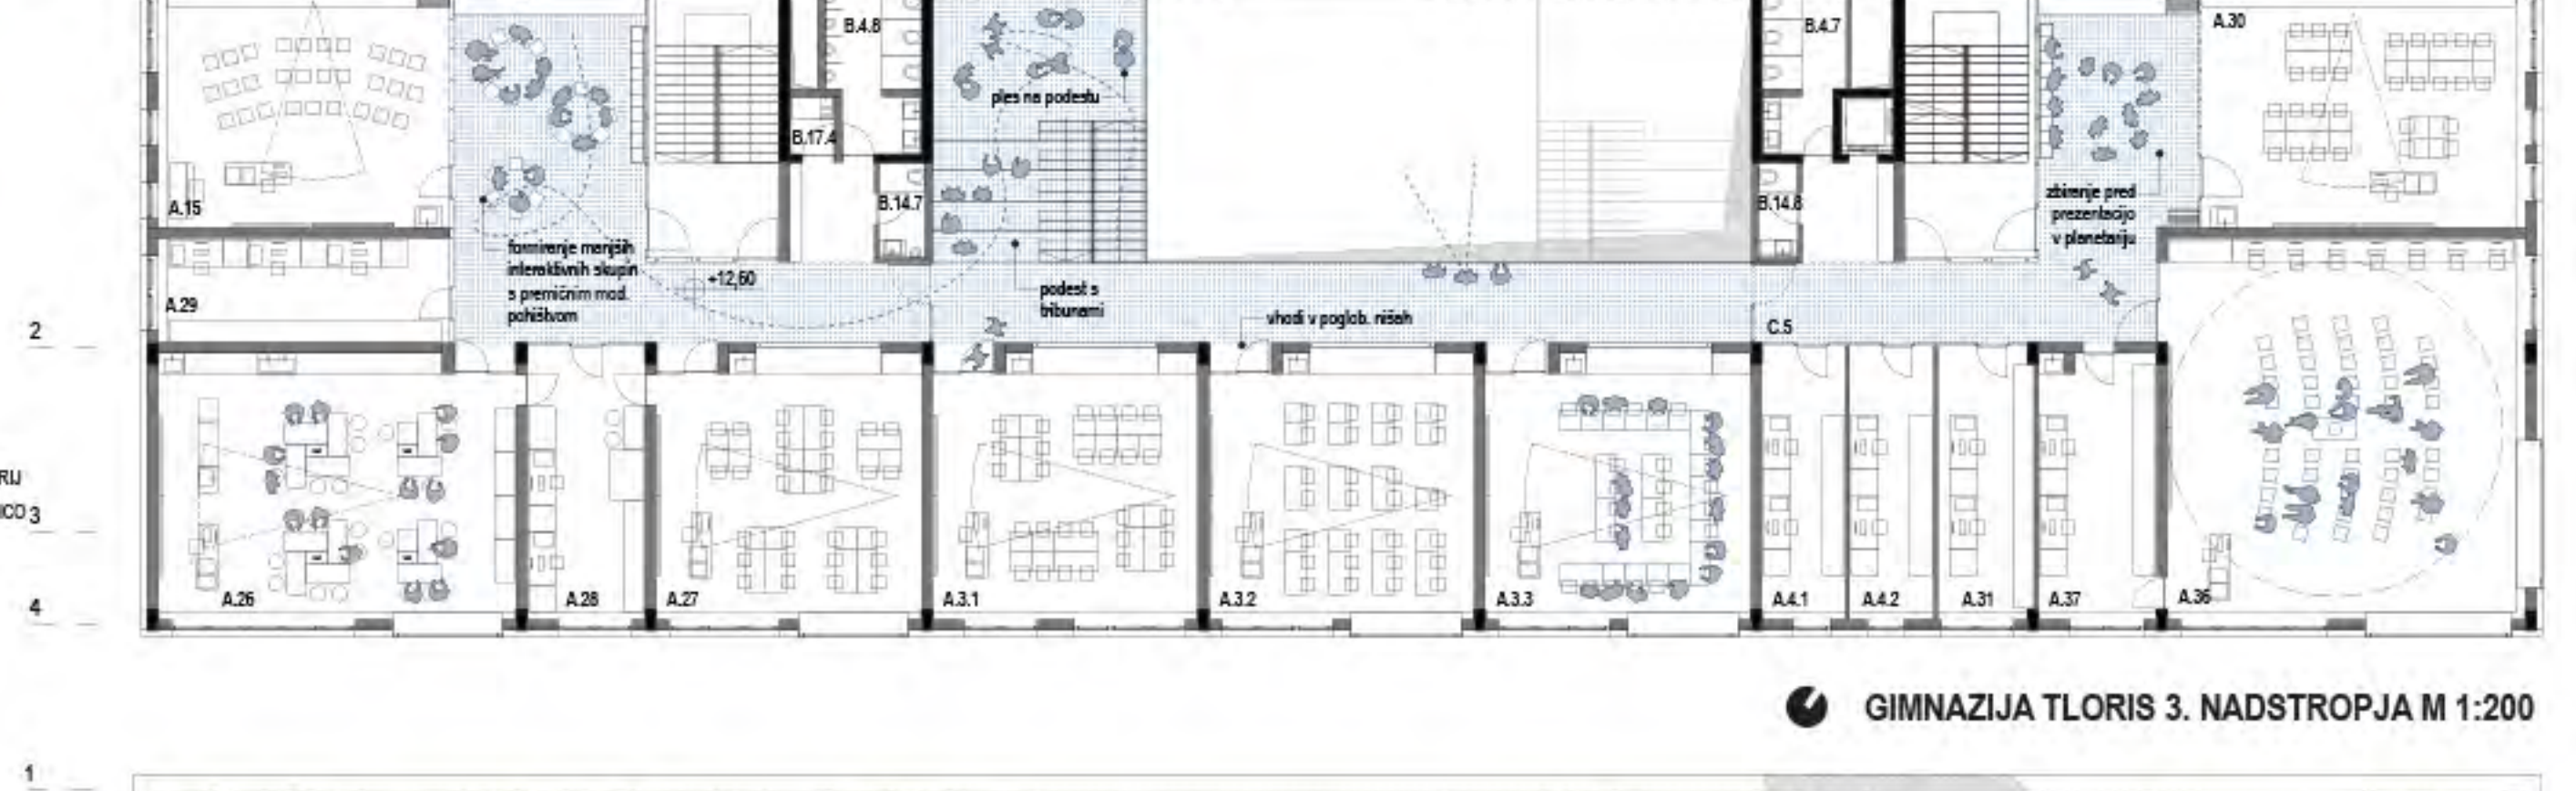 A.30
B.4.8
B.4.7
ples na podestu
B.17.4
A.15
B.14.7
B.14.8
zbiranje pred
prezentacijo
v planetariju
formiranje manjših
interaktivnih skupin
s premičnim mod.
pohištvom
+12,60
A.29
podest s
tribunami
vhodi v poglob. nišah
C.5
2
RIJ
ICO
3
4
A.26
A.28
A.27
A.3.1
A.3.2
A.3.3
A.4.1
A.4.2
A.31
A.37
A.36
GIMNAZIJA TLORIS 3. NADSTROPJA M 1:200
1